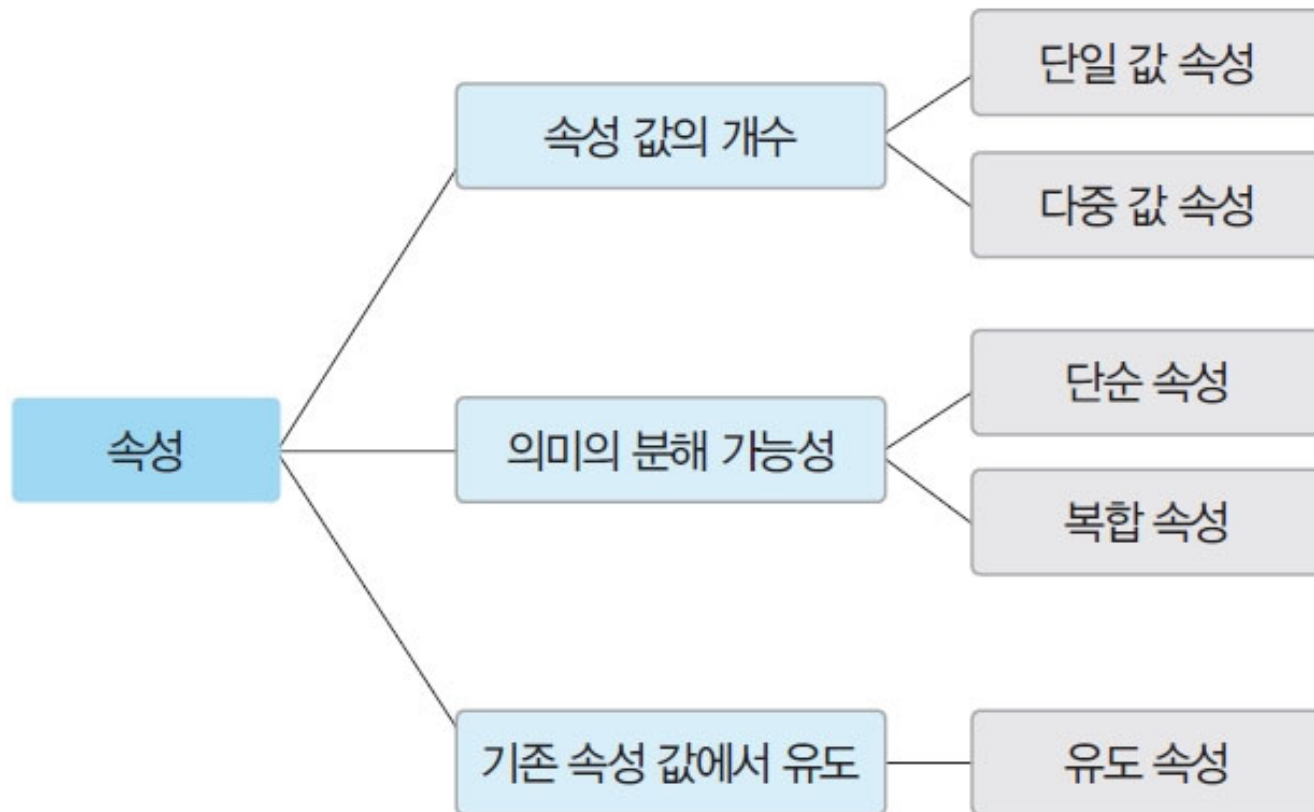 속성
속성 값의 개수
단일 값 속성
다중 값 속성
의미의 분해 가능성
단순 속성
복합 속성
기존 속성 값에서 유도
유도 속성